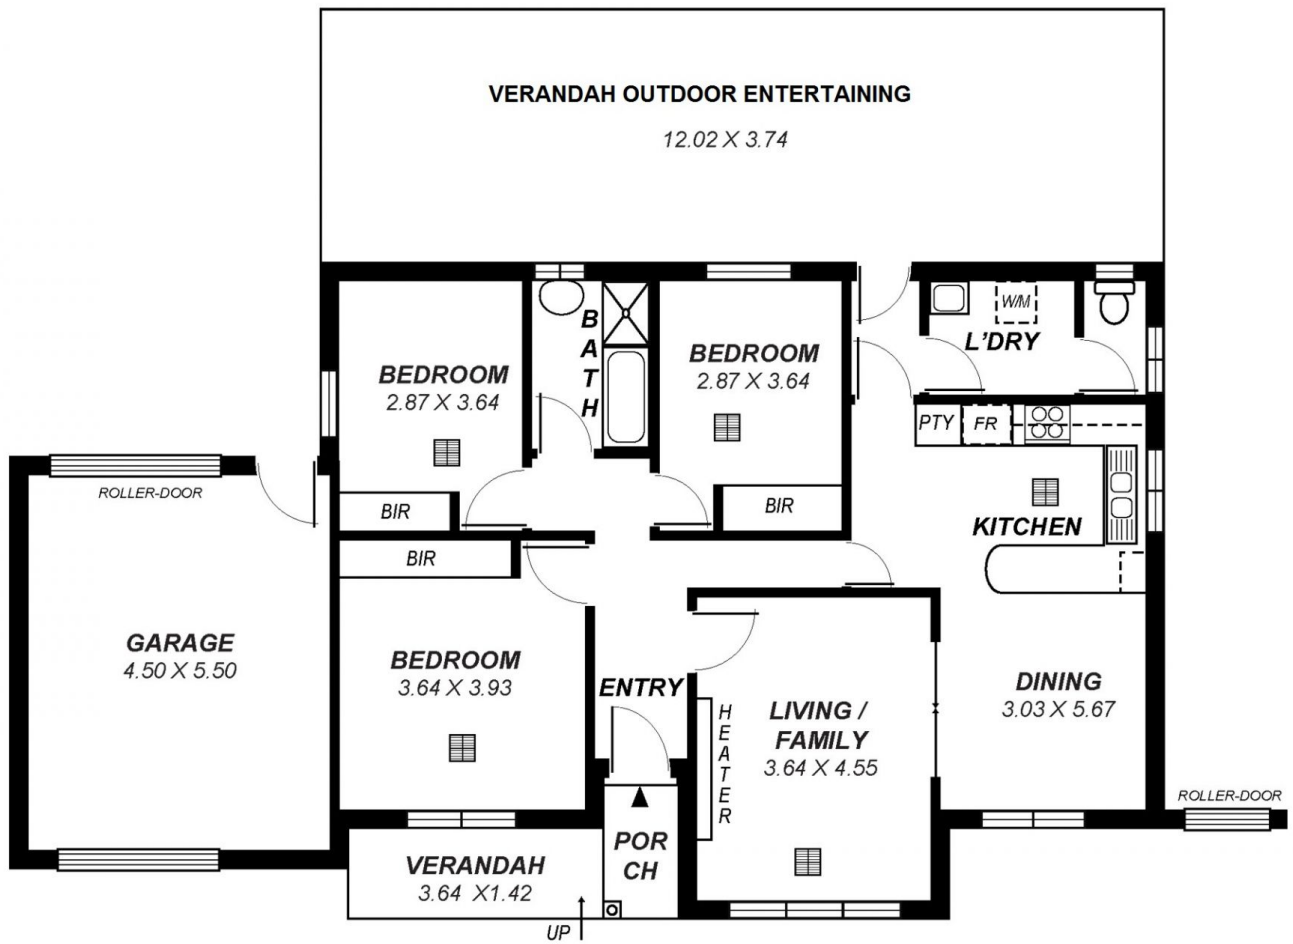 VERANDAH OUTDOOR ENTERTAINING
12.02 X 3.74
BEDROOM
2.87 X 3.64
BIR
BATH
BEDROOM
2.87 X 3.64
BIR
W/M
L'DRY
PTY
FR
KITCHEN
ROLLER-DOOR
GARAGE
4.50 X 5.50
BIR
BEDROOM
3.64 X 3.93
ENTRY
HEATER
LIVING /
FAMILY
3.64 X 4.55
DINING
3.03 X 5.67
ROLLER-DOOR
VERANDAH
3.64 X1.42
POR
CH
UP